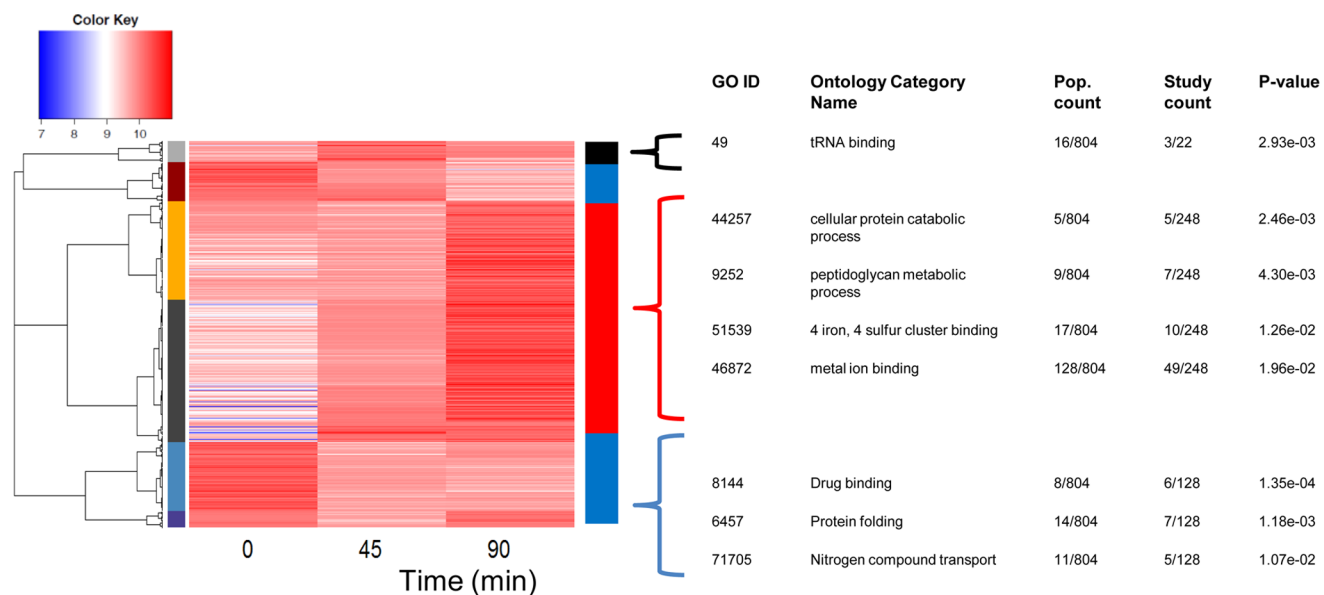 Color Key
7 8 9 10
0 45 90
Time (min)
GO ID Ontology Category Name Pop. count Study count P-value
49 tRNA binding 16/804 3/22 2.93e-03
44257 cellular protein catabolic process 5/804 5/248 2.46e-03
9252 peptidoglycan metabolic process 9/804 7/248 4.30e-03
51539 4 iron, 4 sulfur cluster binding 17/804 10/248 1.26e-02
46872 metal ion binding 128/804 49/248 1.96e-02
8144 Drug binding 8/804 6/128 1.35e-04
6457 Protein folding 14/804 7/128 1.18e-03
71705 Nitrogen compound transport 11/804 5/128 1.07e-02